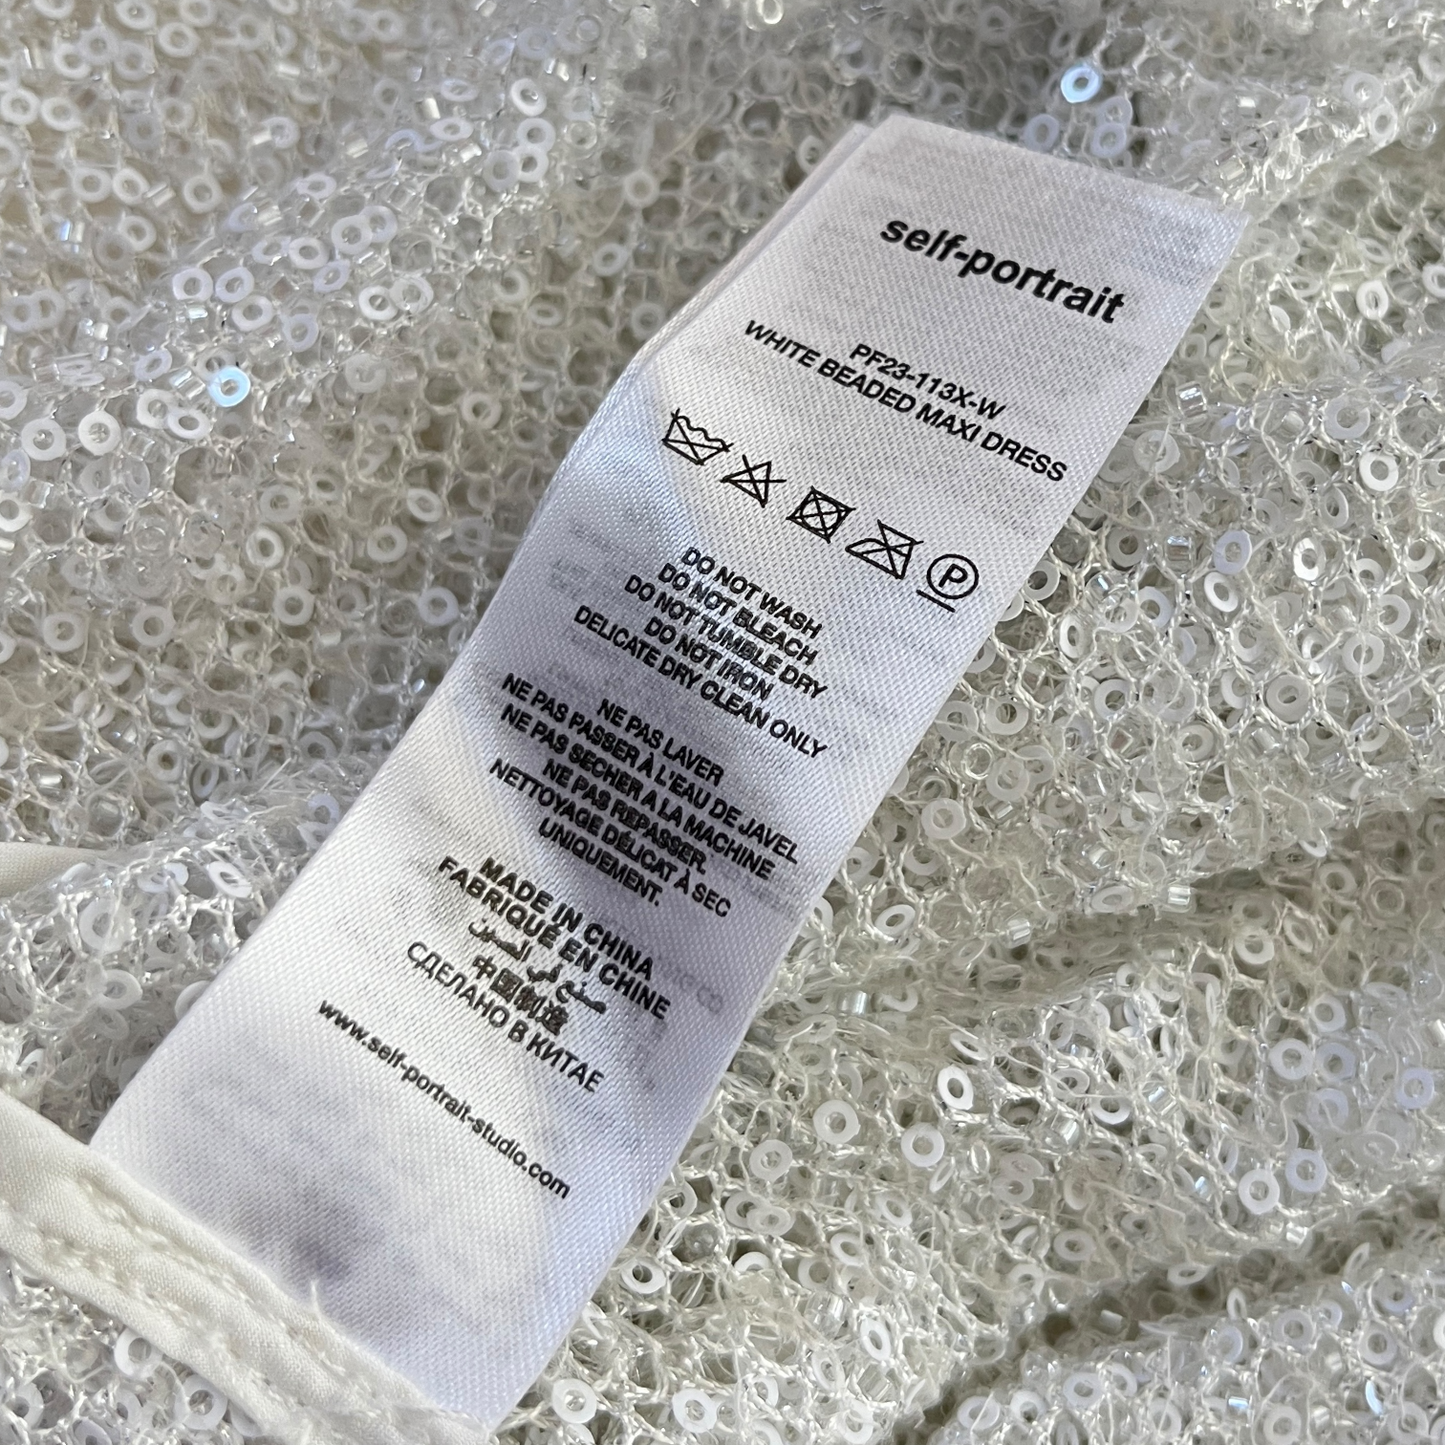 self-portrait
PF23-113X-W
WHITE BEADED MAXI DRESS
P
DO NOT WASH
DO NOT BLEACH
DO NOT TUMBLE DRY
DO NOT IRON
DELICATE DRY CLEAN ONLY
NE PAS LAVER
NE PAS PASSER À L'EAU DE JAVEL
NE PAS SECHER A LA MACHINE
NE PAS REPASSER.
NETTOYAGE DÉLICAT À SEC
UNIQUEMENT.
MADE IN CHINA
FABRIQUÉ EN CHINE
صنع في الصين
中国制造
СДЕЛАНО В КИТАЕ
www.self-portrait-studio.com